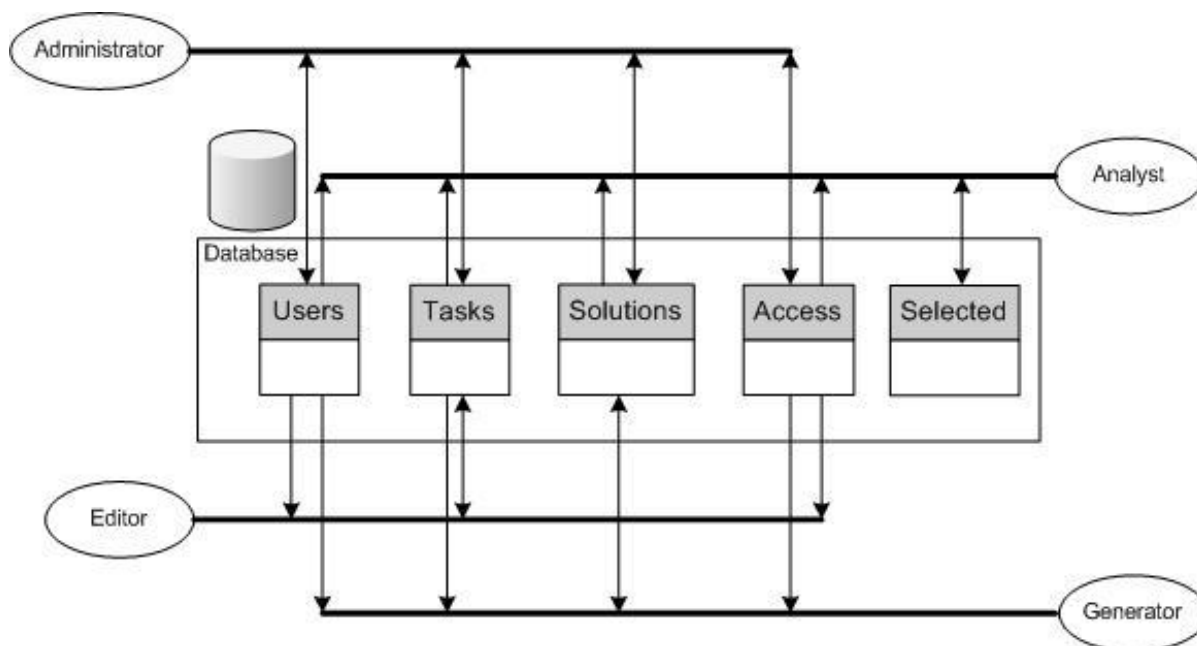 Administrator
Analyst
Database
Users
Tasks
Solutions
Access
Selected
Editor
Generator